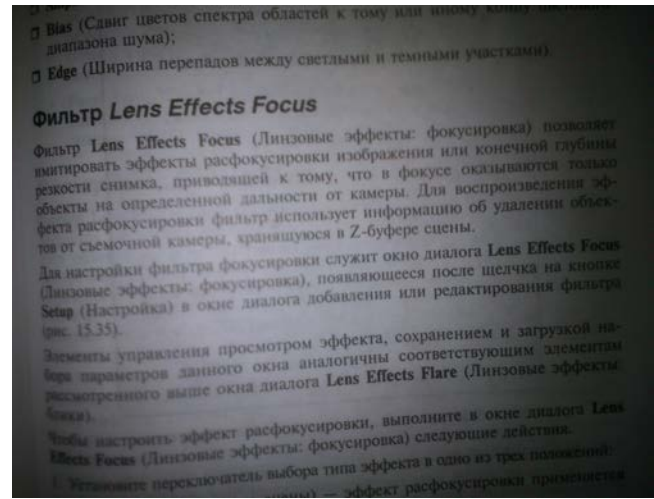 ❒ Bias (Сдвиг цветов спектра областей к тому или иному концу
диапазона шума);
❒ Edge (Ширина перепадов между светлыми и темными участками).
Фильтр Lens Effects Focus
Фильтр Lens Effects Focus (Линзовые эффекты: фокусировка) позволяет
имитировать эффекты расфокусировки изображения или конечной глубины
резкости снимка, приводящей к тому, что в фокусе оказываются только
объекты на определенной дальности от камеры. Для воспроизведения эф-
фекта расфокусировки фильтр использует информацию об удалении объек-
тов от съемочной камеры, хранящуюся в Z-буфере сцены.
Для настройки фильтра фокусировки служит окно диалога Lens Effects Focus
(Линзовые эффекты: фокусировка), появляющееся после щелчка на кнопке
Setup (Настройка) в окне диалога добавления или редактирования фильтра
(рис. 15.35).
Элементы управления просмотром эффекта, сохранением и загрузкой на-
бора параметров данного окна аналогичны соответствующим элементам
рассмотренного выше окна диалога Lens Effects Flare (Линзовые эффекты:
блики).
Чтобы настроить эффект расфокусировки, выполните в окне диалога Lens
Effects Focus (Линзовые эффекты: фокусировка) следующие действия.
1. Установите переключатель выбора типа эффекта в одно из трех положений:
— эффект расфокусировки применяется